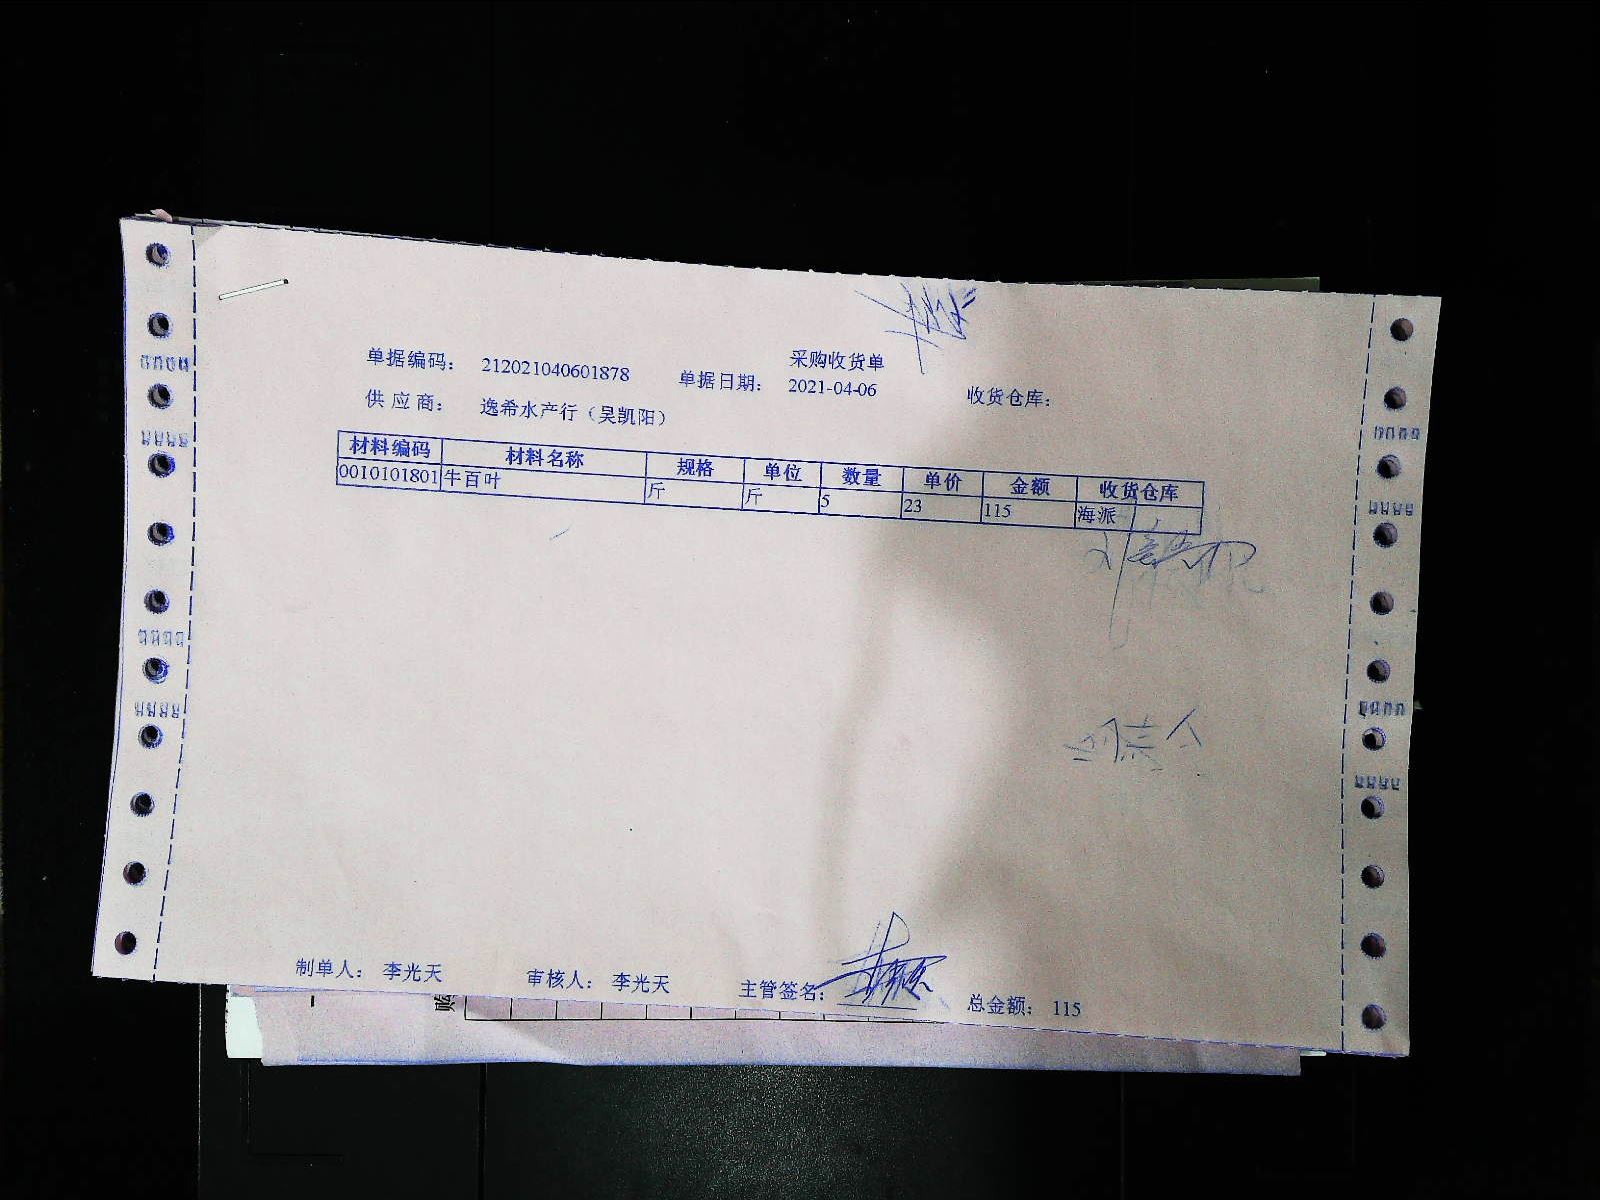 采购收货单
单据编码： 212021040601878 单据日期： 2021-04-06 收货仓库：
供 应 商： 逸希水产行（吴凯阳）
材料编码 材料名称 规格 单位 数量 单价 金额 收货仓库
0010101801 牛百叶 斤 斤 5 23 115 海派
制单人： 李光天 审核人： 李光天 主管签名： 总金额： 115